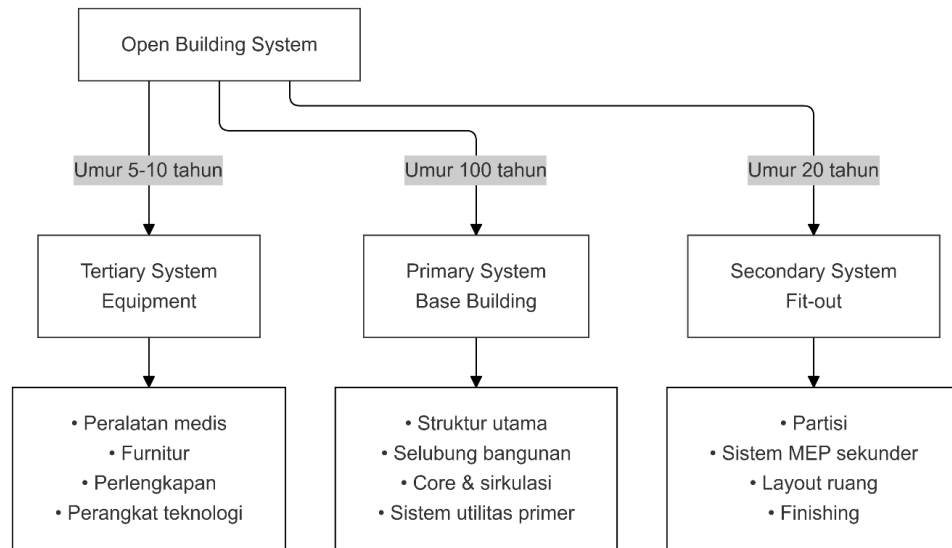 Open Building System
Umur 5-10 tahun
Umur 100 tahun
Umur 20 tahun
Tertiary System
Equipment
Primary System
Base Building
Secondary System
Fit-out
• Peralatan medis
• Furnitur
• Perlengkapan
• Perangkat teknologi
• Struktur utama
• Selubung bangunan
• Core & sirkulasi
• Sistem utilitas primer
• Partisi
• Sistem MEP sekunder
• Layout ruang
• Finishing